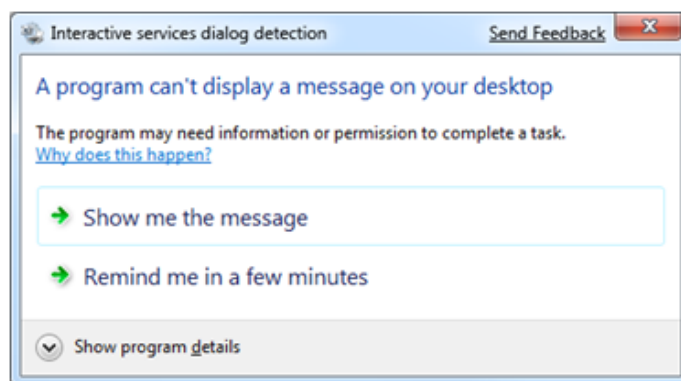 Interactive services dialog detection
Send Feedback
A program can't display a message on your desktop
The program may need information or permission to complete a task.
Why does this happen?
Show me the message
Remind me in a few minutes
Show program details